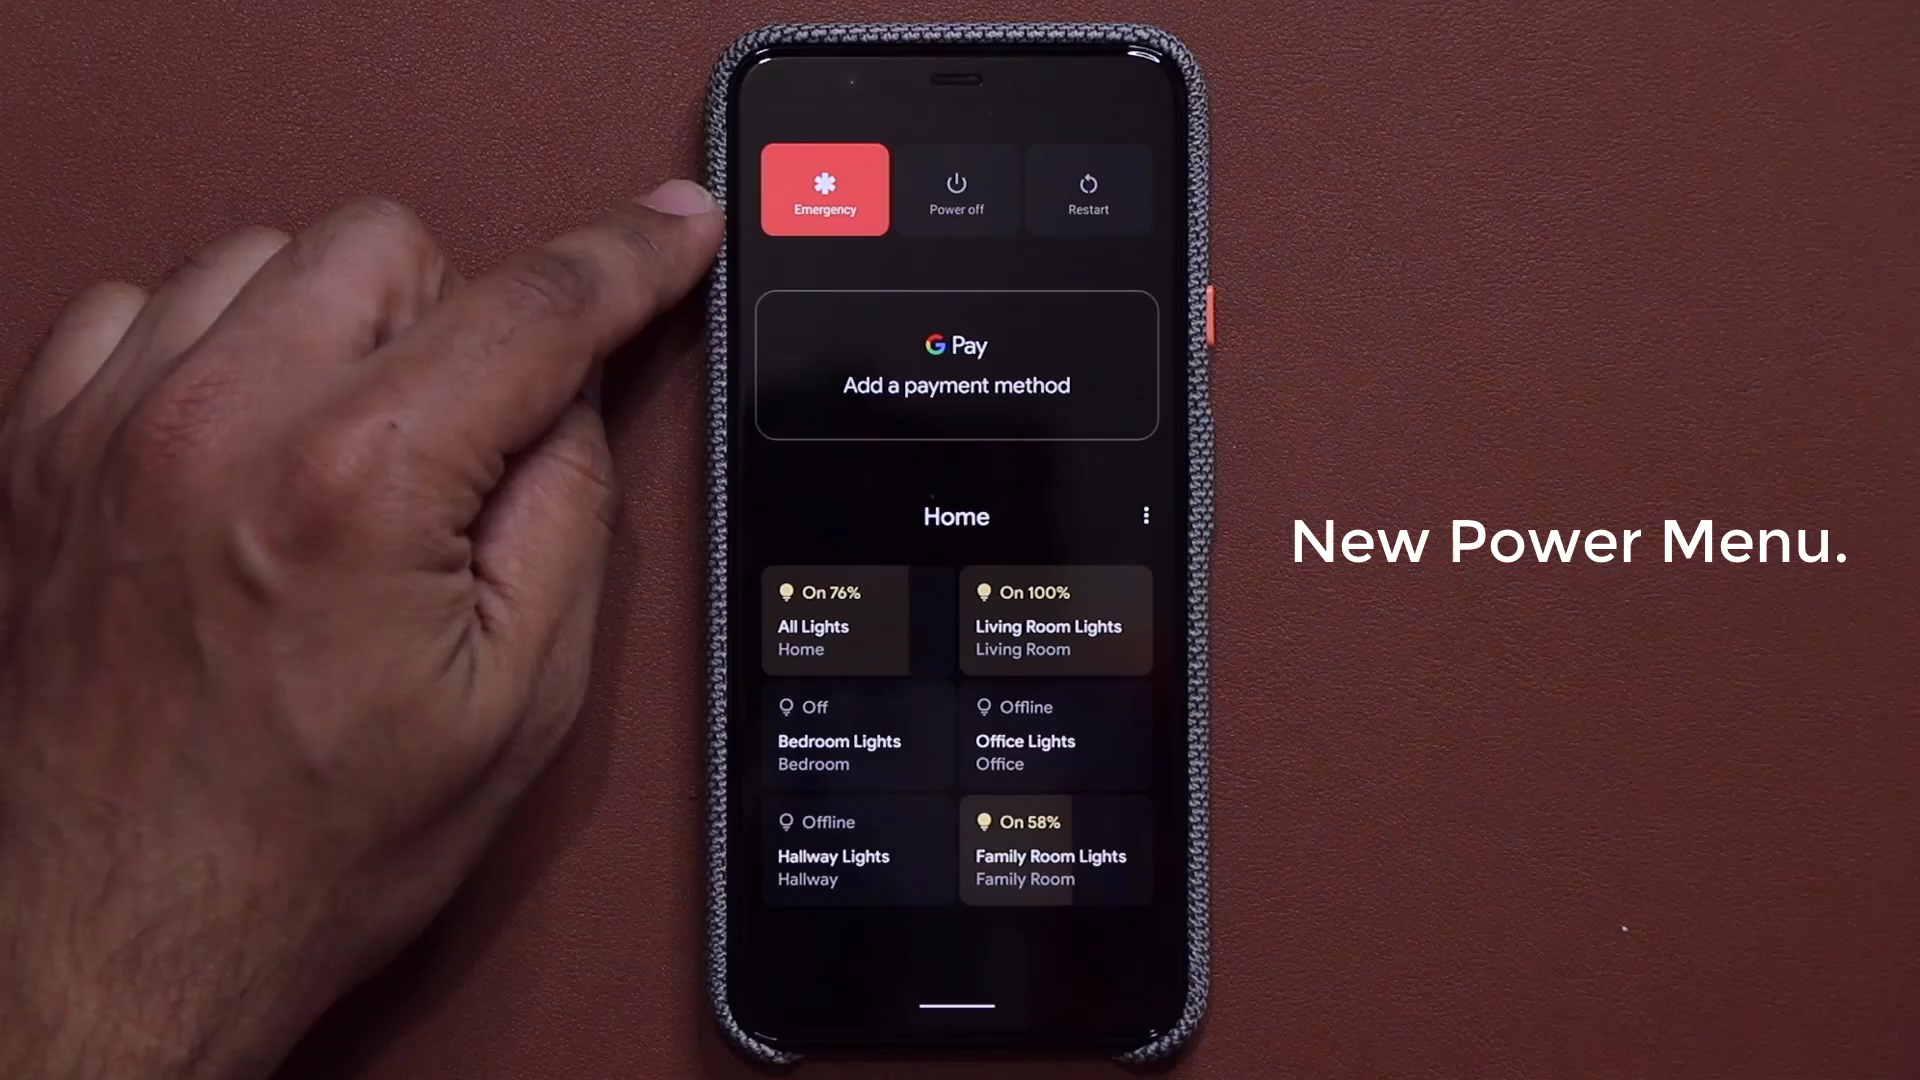 Emergency
Power off
Restart
G Pay
Add a payment method
Home
On 76%
All Lights
Home
On 100%
Living Room Lights
Living Room
Off
Bedroom Lights
Bedroom
Offline
Office Lights
Office
Offline
Hallway Lights
Hallway
On 58%
Family Room Lights
Family Room
New Power Menu.